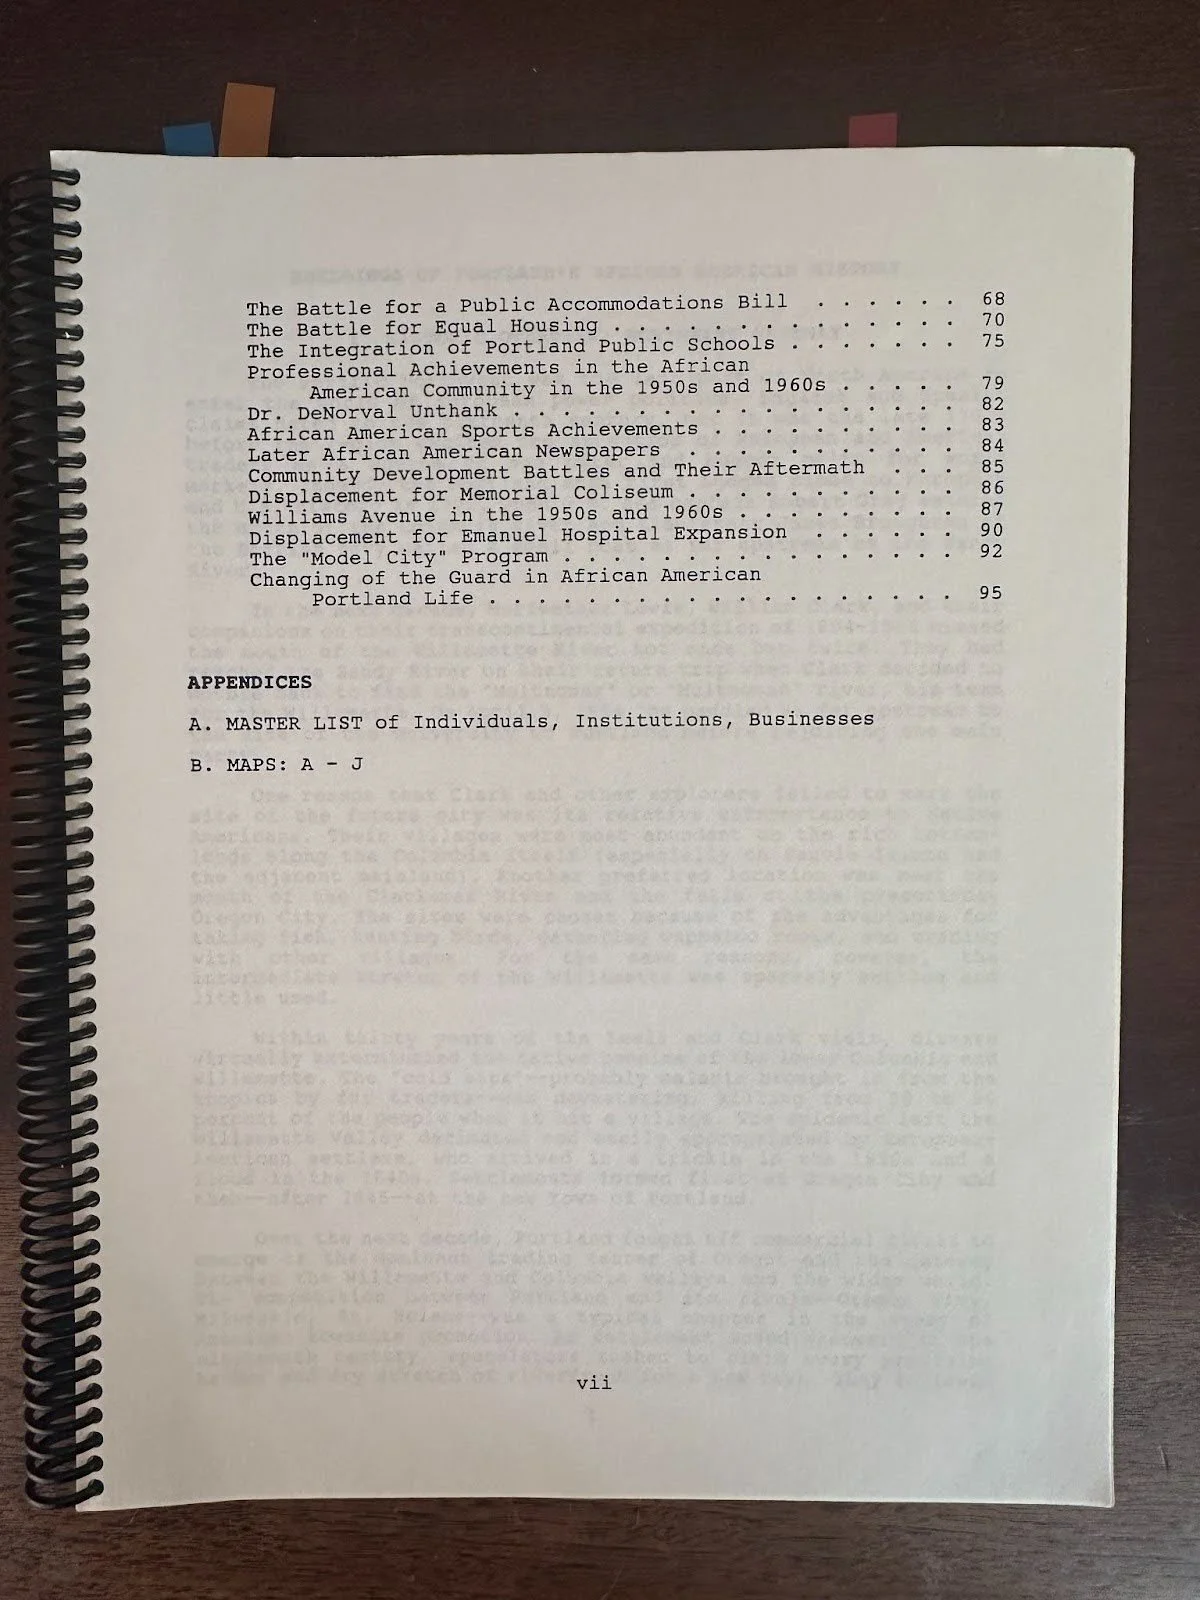 The Battle for a Public Accommodations Bill . . . . . . 68
The Battle for Equal Housing . . . . . . . . . . . . . . . 70
The Integration of Portland Public Schools . . . . . . . 75
Professional Achievements in the African
American Community in the 1950s and 1960s . . . . . 79
Dr. DeNorval Unthank . . . . . . . . . . . . . . . . . . 82
African American Sports Achievements . . . . . . . . . . 83
Later African American Newspapers . . . . . . . . . . . 84
Community Development Battles and Their Aftermath . . . 85
Displacement for Memorial Coliseum . . . . . . . . . . . 86
Williams Avenue in the 1950s and 1960s . . . . . . . . . 87
Displacement for Emanuel Hospital Expansion . . . . . . 90
The "Model City" Program . . . . . . . . . . . . . . . . 92
Changing of the Guard in African American
Portland Life . . . . . . . . . . . . . . . . . . . 95
APPENDICES
A. MASTER LIST of Individuals, Institutions, Businesses
B. MAPS: A - J
vii